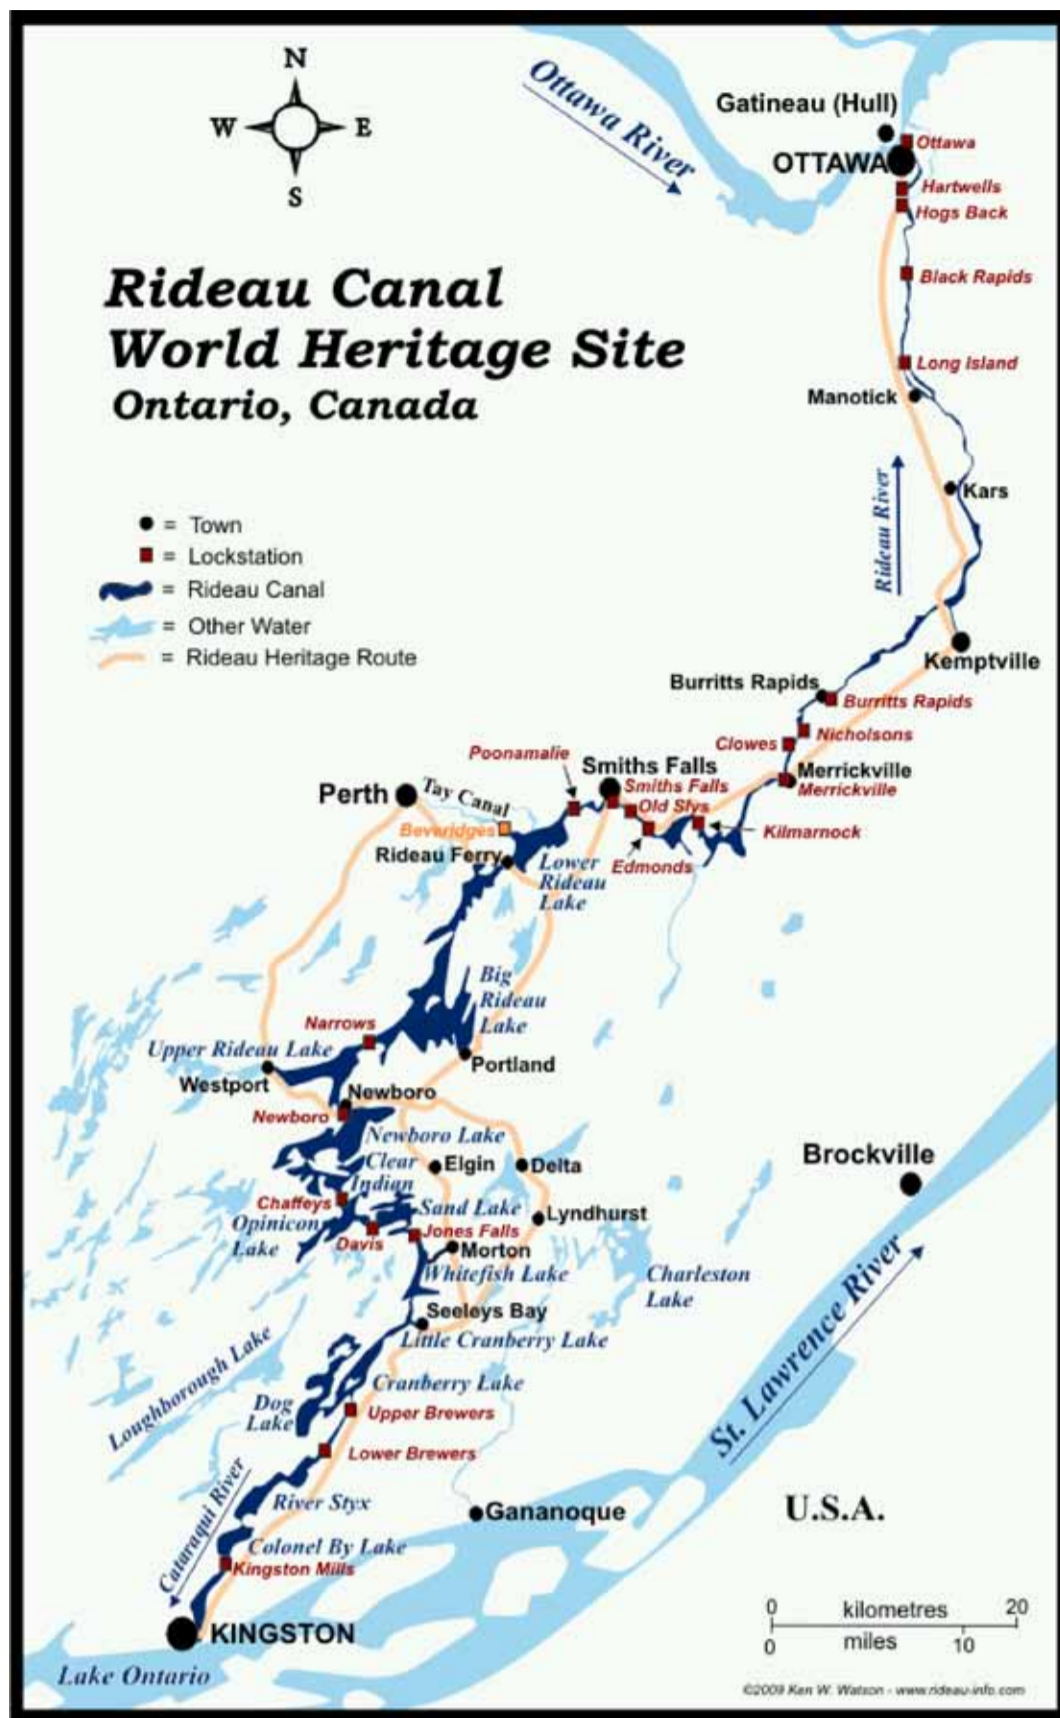 N
W
E
S
Ottawa River
Gatineau (Hull)
Ottawa
OTTAWA
Hartwells
Hogs Back
Rideau Canal
World Heritage Site
Ontario, Canada
Black Rapids
Long Island
Manotick
Kars
Rideau River
= Town
= Lockstation
= Rideau Canal
= Other Water
= Rideau Heritage Route
Kemptville
Burritts Rapids
Burritts Rapids
Nicholsons
Clowes
Poonamalie
Smiths Falls
Merrickville
Merrickville
Smiths Falls
Old Slys
Perth
Tay Canal
Beveridges
Kilmarnock
Edmonds
Rideau Ferry
Lower
Rideau
Lake
Big
Rideau
Lake
Narrows
Upper Rideau Lake
Portland
Westport
Newboro
Newboro
Newboro Lake
Clear
Elgin
Delta
Brockville
Indian
Chaffeys
Sand Lake
Lyndhurst
Opinicon
Lake
Davis
Jones Falls
Morton
Whitefish Lake
Charleston
Lake
Seeleys Bay
Little Cranberry Lake
Loughborough Lake
St. Lawrence River
Cranberry Lake
Dog
Lake
Upper Brewers
Lower Brewers
Cataraqui River
River Styx
Gananoque
U.S.A.
Colonel By Lake
Kingston Mills
KINGSTON
Lake Ontario
0 kilometres 20
0 miles 10
©2009 Ken W. Watson - www.rideau-info.com